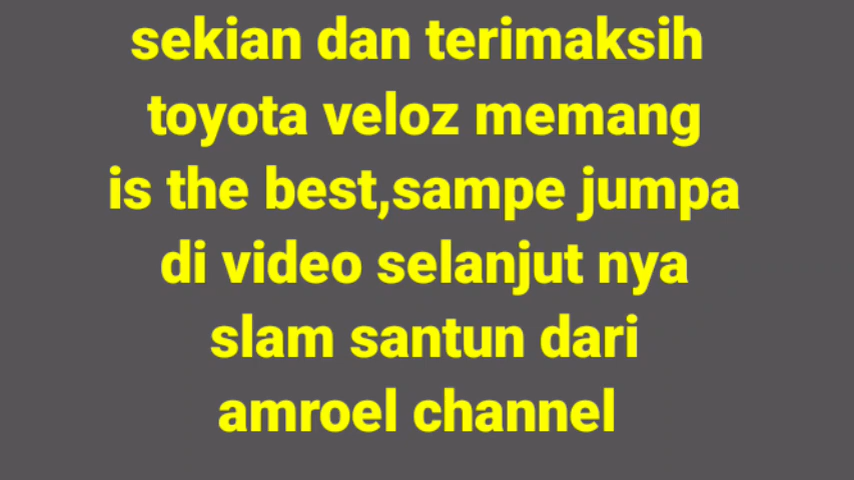 sekian dan terimaksih
toyota veloz memang
is the best,sampe jumpa
di video selanjut nya
slam santun dari
amroel channel